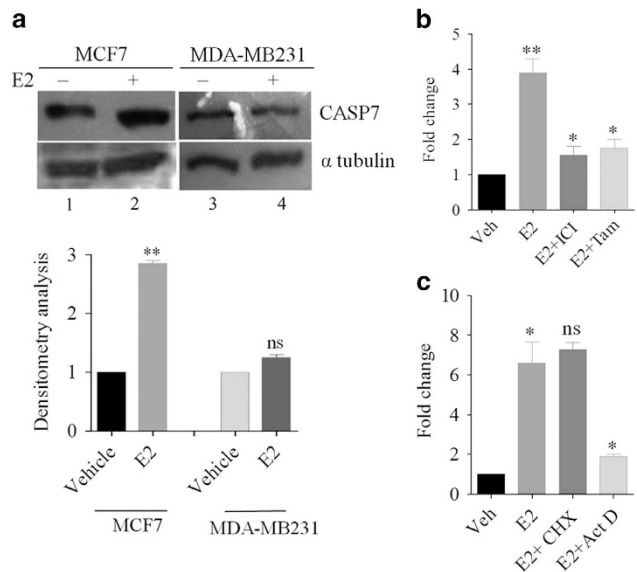 a
MCF7 MDA-MB231
E2 – + – +
CASP7
α tubulin
1 2 3 4
Densitometry analysis
3
2
1
0
**
ns
Vehicle E2 Vehicle E2
MCF7 MDA-MB231
b
Fold change
5
4
3
2
1
0
**
*
*
Veh E2 E2+ICI E2+Tam
c
Fold change
10
8
6
4
2
0
*
ns
*
Veh E2 E2+ CHX E2+Act D